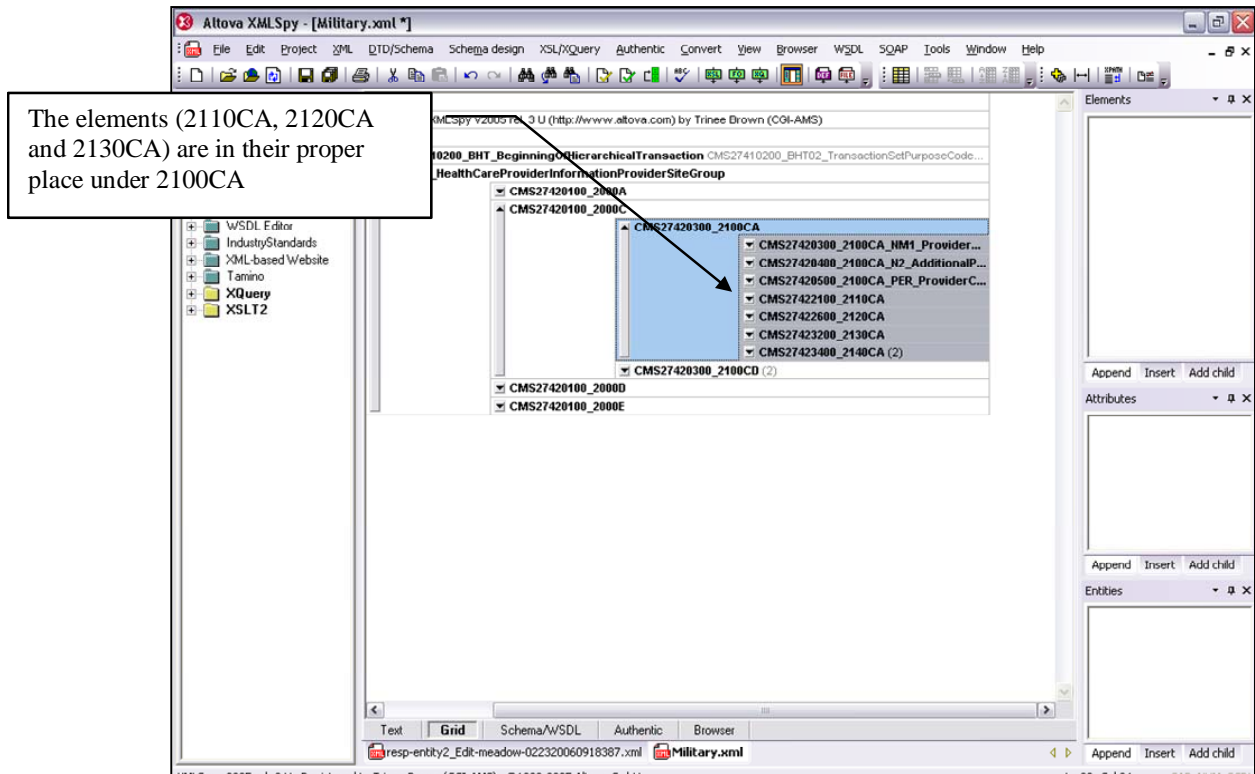 Altova XMLSpy - [Military.xml *]
File Edit Project XML DTD/Schema Schema design XSL/XQuery Authentic Convert View Browser WSDL SOAP Tools Window Help
The elements (2110CA, 2120CA
and 2130CA) are in their proper
place under 2100CA
Elements
XMLSpy v2005 rel. 3 U (http://www.altova.com) by Trinee Brown (CGI-AMS)
10200_BHT_BeginningOfHierarchicalTransaction CMS27410200_BHT02_TransactionSetPurposeCode...
_HealthCareProviderInformationProviderSiteGroup
CMS27420100_2000A
CMS27420100_2000C
CMS27420300_2100CA
CMS27420300_2100CA_NM1_Provider...
CMS27420400_2100CA_N2_AdditionalP...
CMS27420500_2100CA_PER_ProviderC...
CMS27422100_2110CA
CMS27422600_2120CA
CMS27423200_2130CA
CMS27423400_2140CA (2)
CMS27420300_2100CD (2)
CMS27420100_2000D
CMS27420100_2000E
WSDL Editor
IndustryStandards
XML-based Website
Tamino
XQuery
XSLT2
Append Insert Add child
Attributes
Append Insert Add child
Entities
Append Insert Add child
Text Grid Schema/WSDL Authentic Browser
resp-entity2_Edit-meadow-022320060918387.xml Military.xml